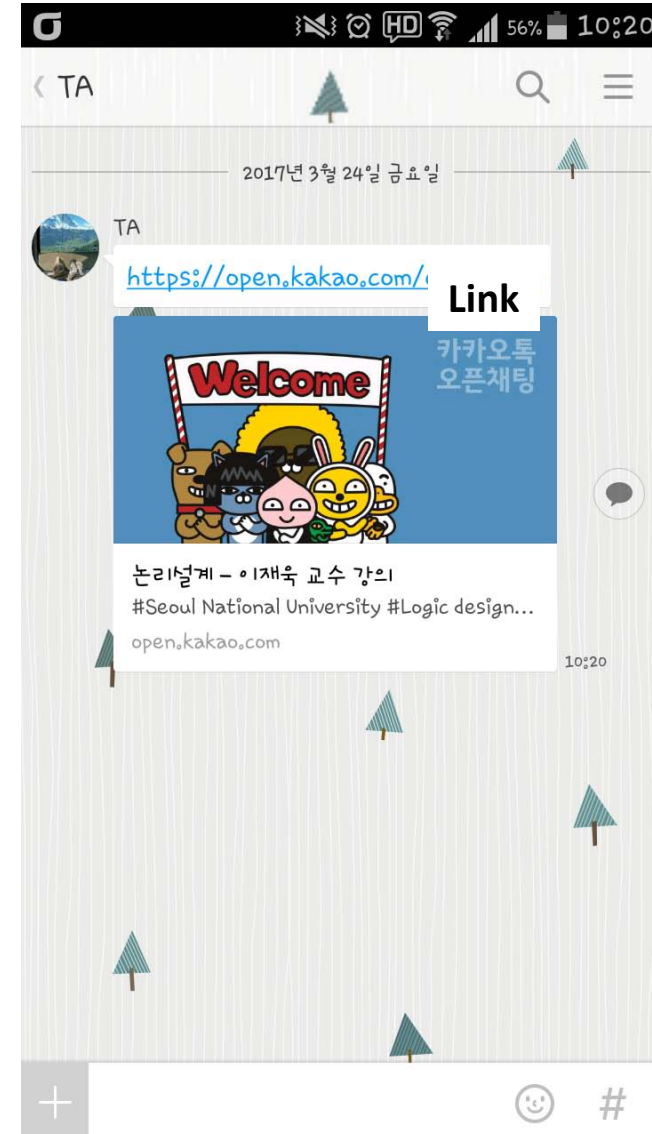 HD 56% 10:20
TA
2017년 3월 24일 금요일
TA
https://open.kakao.com/
Link
Welcome
카카오톡
오픈채팅
논리설계 – 이재욱 교수 강의
#Seoul National University #Logic design...
open.kakao.com
10:20
#